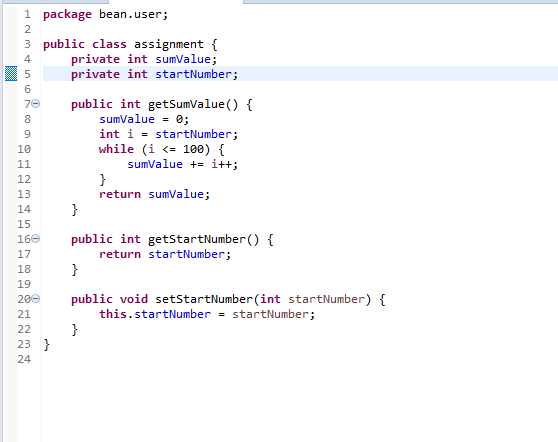 1 package bean.user;
2
3 public class assignment {
4     private int sumValue;
5     private int startNumber;
6
7     public int getSumValue() {
8         sumValue = 0;
9         int i = startNumber;
10         while (i <= 100) {
11             sumValue += i++;
12         }
13         return sumValue;
14     }
15
16     public int getStartNumber() {
17         return startNumber;
18     }
19
20     public void setStartNumber(int startNumber) {
21         this.startNumber = startNumber;
22     }
23 }
24